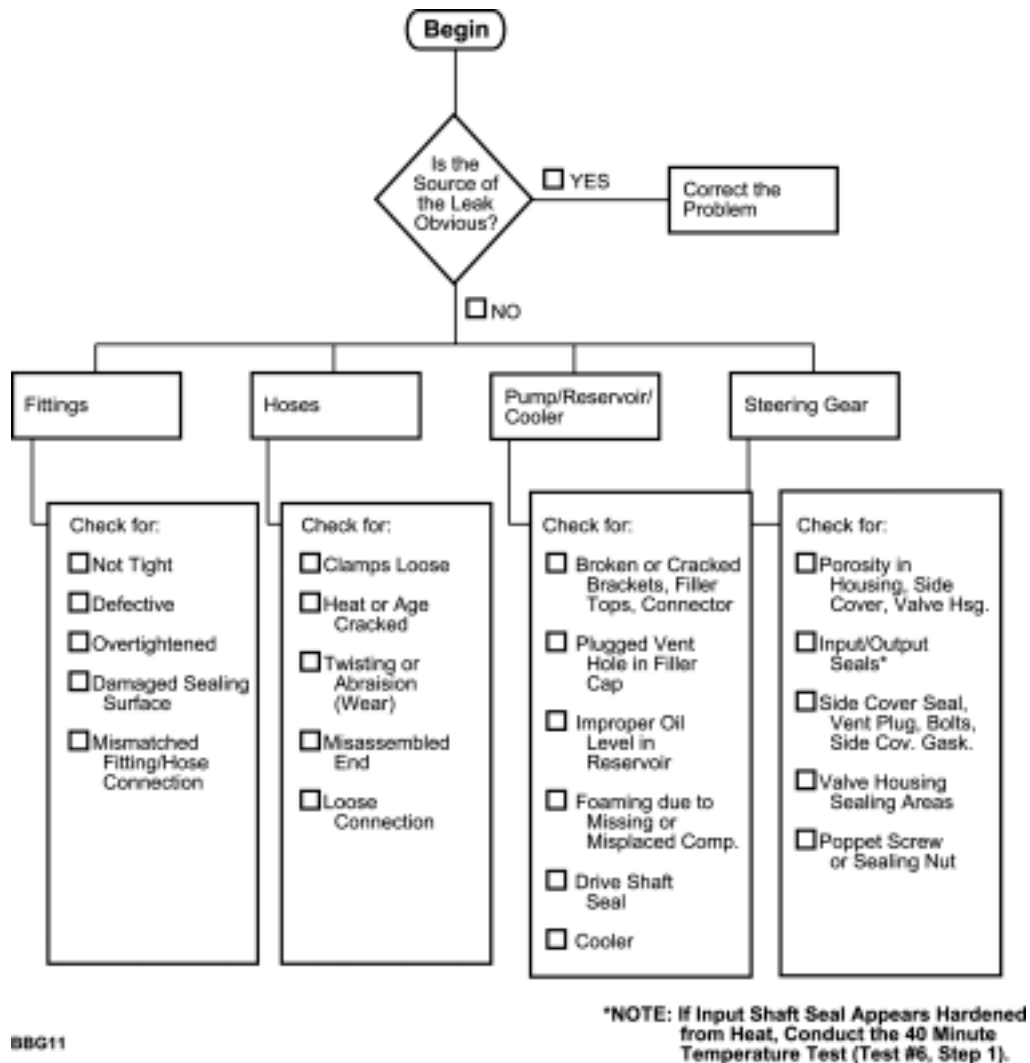 Begin
Is the
Source of
the Leak
Obvious?
YES
Correct the
Problem
NO
Fittings
Hoses
Pump/Reservoir/
Cooler
Steering Gear
Check for:
Not Tight
Defective
Overtightened
Damaged Sealing
Surface
Mismatched
Fitting/Hose
Connection
Check for:
Clamps Loose
Heat or Age
Cracked
Twisting or
Abraision
(Wear)
Misassembled
End
Loose
Connection
Check for:
Broken or Cracked
Brackets, Filler
Tops, Connector
Plugged Vent
Hole in Filler
Cap
Improper Oil
Level in
Reservoir
Foaming due to
Missing or
Misplaced Comp.
Drive Shaft
Seal
Cooler
Check for:
Porosity in
Housing, Side
Cover, Valve Hsg.
Input/Output
Seals*
Side Cover Seal,
Vent Plug, Bolts,
Side Cov. Gask.
Valve Housing
Sealing Areas
Poppet Screw
or Sealing Nut
*NOTE: If Input Shaft Seal Appears Hardened
from Heat, Conduct the 40 Minute
Temperature Test (Test #6, Step 1).
BBG11